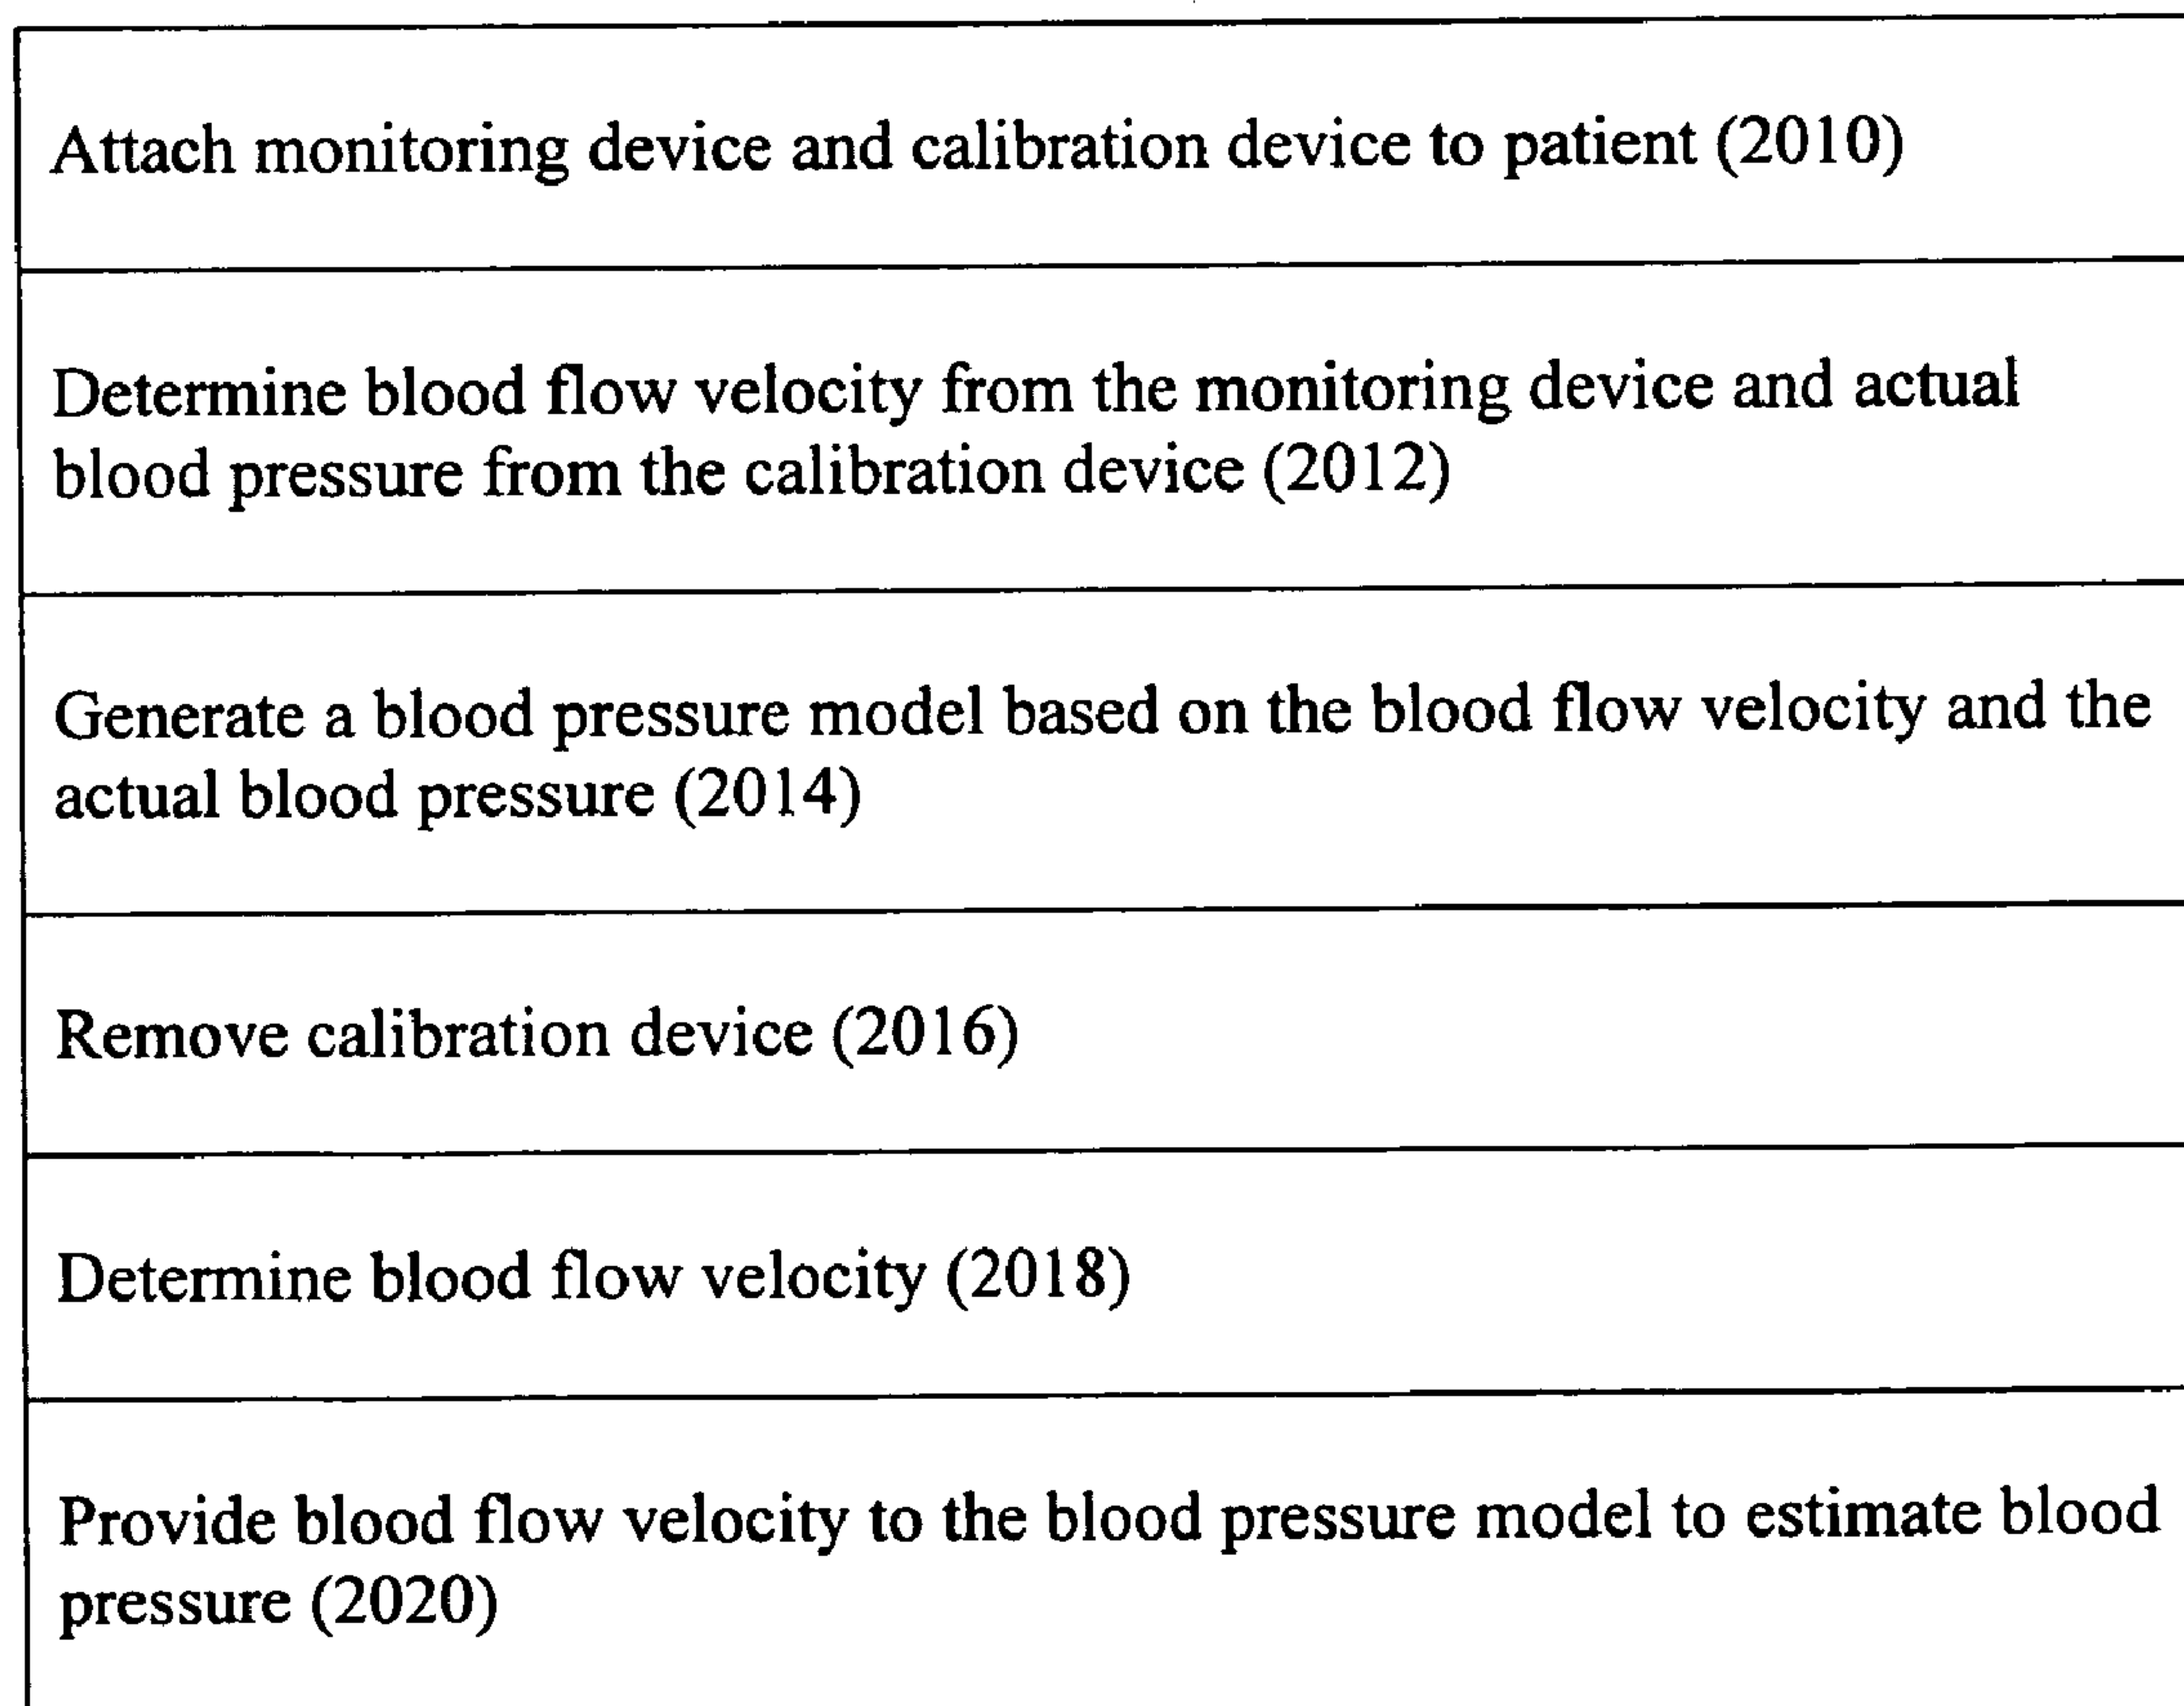 Attach monitoring device and calibration device to patient (2010)
Determine blood flow velocity from the monitoring device and actual
blood pressure from the calibration device (2012)
Generate a blood pressure model based on the blood flow velocity and the
actual blood pressure (2014)
Remove calibration device (2016)
Determine blood flow velocity (2018)
Provide blood flow velocity to the blood pressure model to estimate blood
pressure (2020)